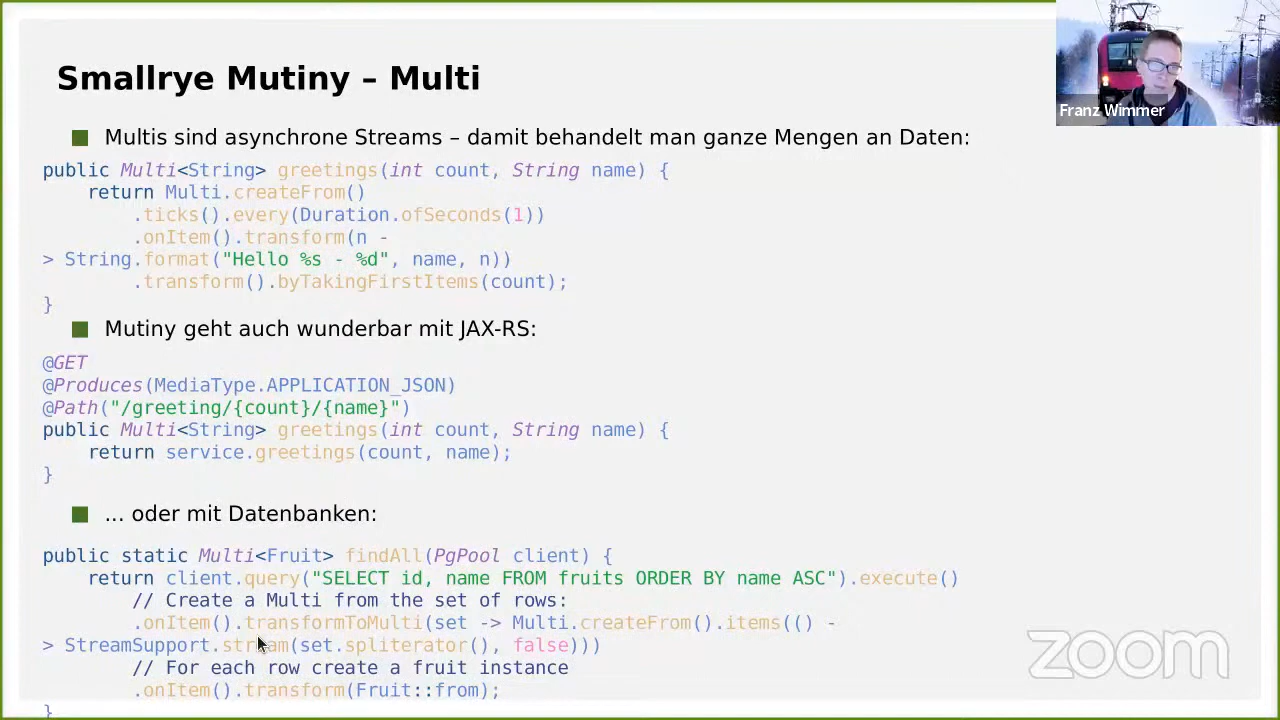 Smallrye Mutiny – Multi
Franz Wimmer
Multis sind asynchrone Streams – damit behandelt man ganze Mengen an Daten:
public Multi<String> greetings(int count, String name) {
    return Multi.createFrom()
        .ticks().every(Duration.ofSeconds(1))
        .onItem().transform(n -
> String.format("Hello %s - %d", name, n))
        .transform().byTakingFirstItems(count);
}
Mutiny geht auch wunderbar mit JAX-RS:
@GET
@Produces(MediaType.APPLICATION_JSON)
@Path("/greeting/{count}/{name}")
public Multi<String> greetings(int count, String name) {
    return service.greetings(count, name);
}
... oder mit Datenbanken:
public static Multi<Fruit> findAll(PgPool client) {
    return client.query("SELECT id, name FROM fruits ORDER BY name ASC").execute()
        // Create a Multi from the set of rows:
        .onItem().transformToMulti(set -> Multi.createFrom().items(() -
> StreamSupport.stream(set.spliterator(), false)))
        // For each row create a fruit instance
        .onItem().transform(Fruit::from);
}
zoom